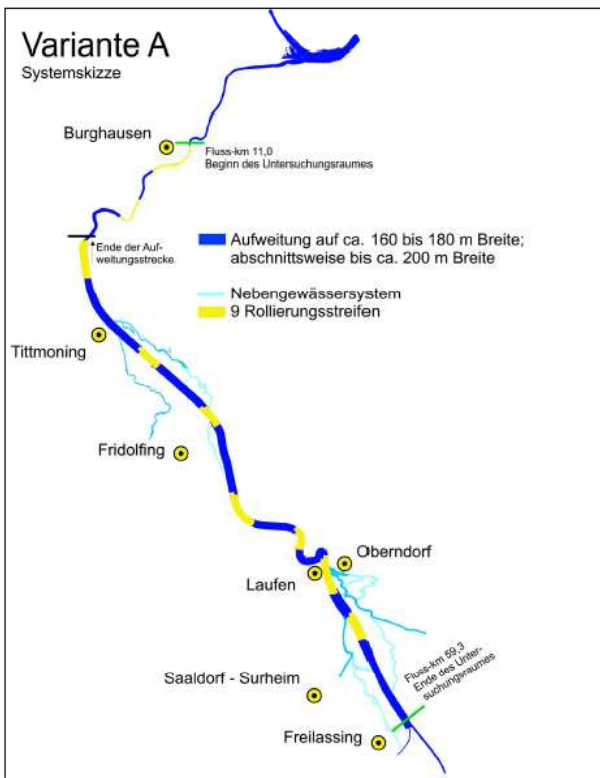 Variante A
Systemskizze
Burghausen
Fluss-km 11,0
Beginn des Untersuchungsraumes
Ende der Auf-
weitungsstrecke
Aufweitung auf ca. 160 bis 180 m Breite;
abschnittsweise bis ca. 200 m Breite
Nebengewässersystem
9 Rollierungsstreifen
Tittmoning
Fridolfing
Oberndorf
Laufen
Fluss-km 59,3
Ende des Unter-
suchungsraumes
Saaldorf - Surheim
Freilassing